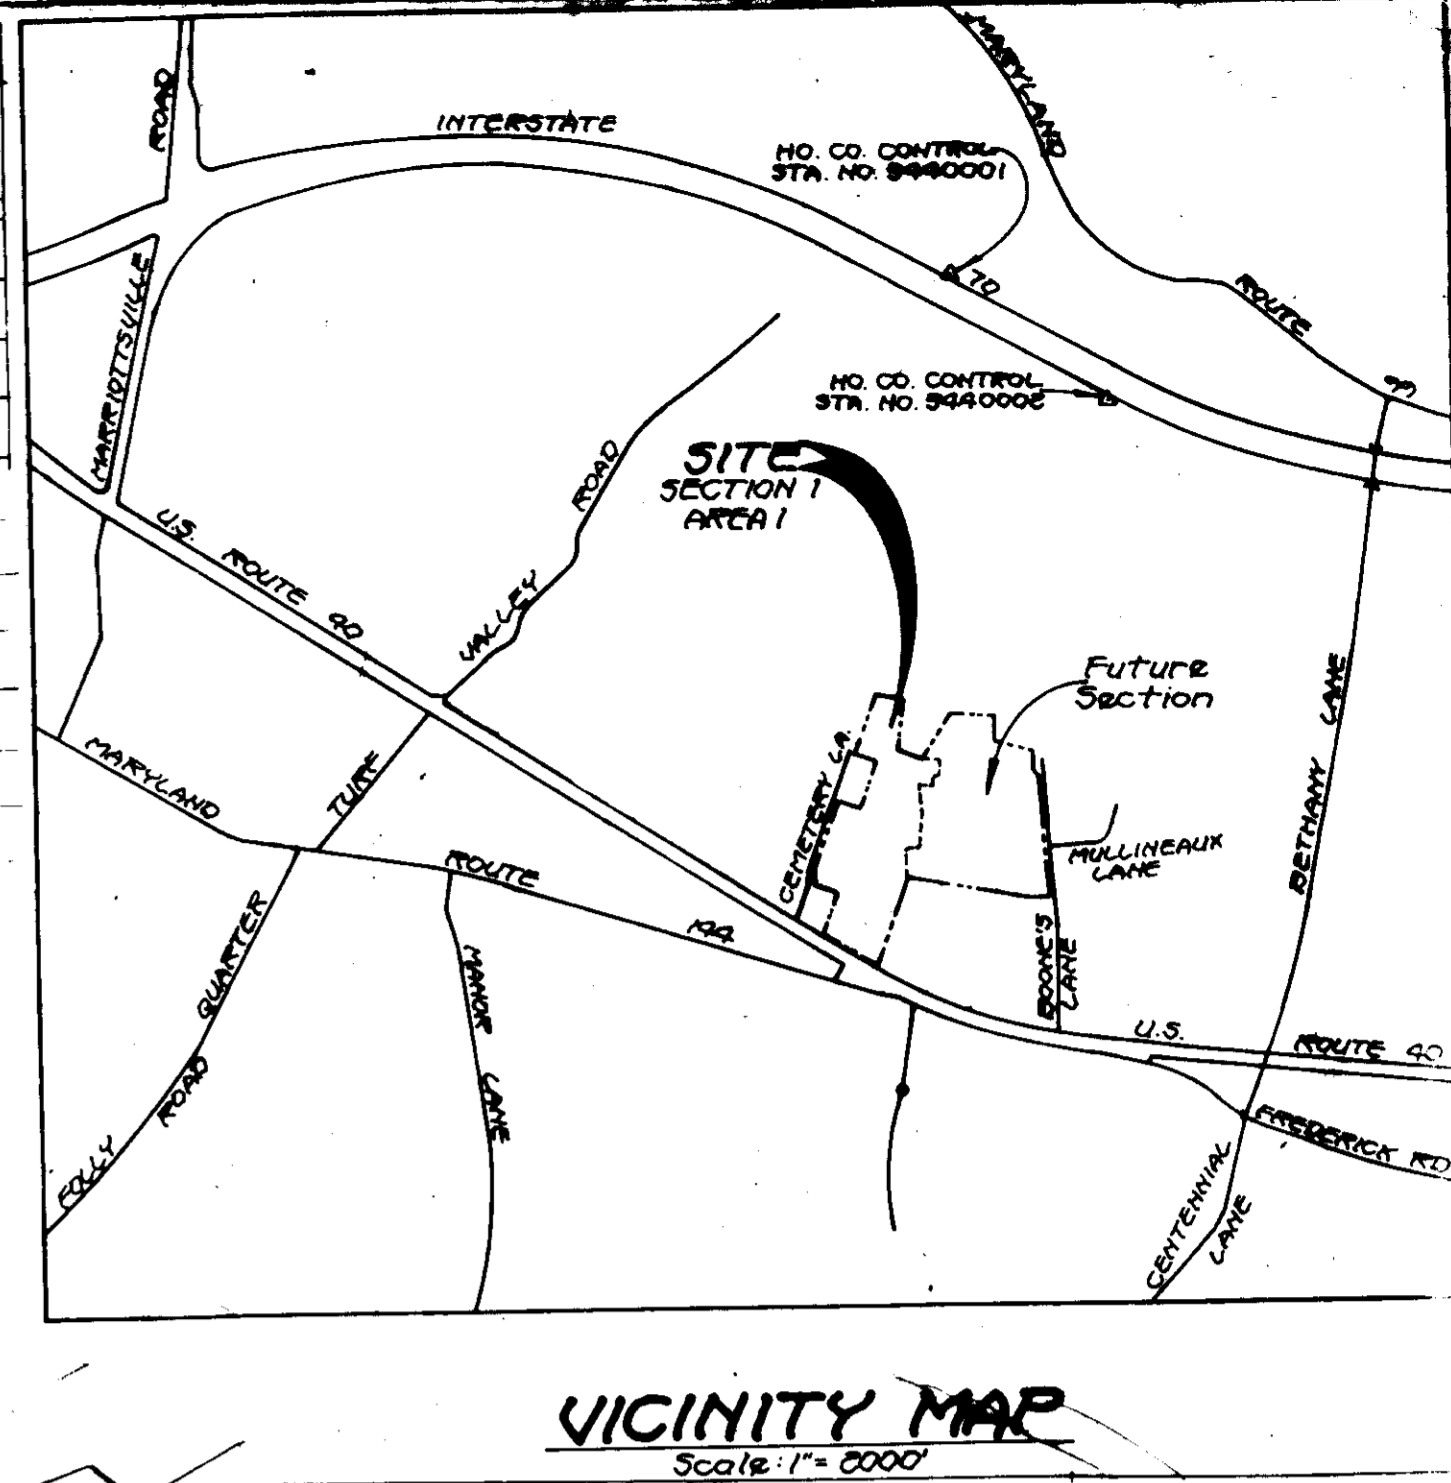 ROAD
INTERSTATE
70
MARYLAND
ROUTE
99
HO. CO. CONTROL
STA. NO. 9440001
HO. CO. CONTROL
STA. NO. 9440002
MARRIOTTSVILLE
U.S. ROUTE 40
VALLEY ROAD
SITE
SECTION 1
AREA 1
Future
Section
CEMETERY LA.
MULLINEAUX
LANE
BETHANY LANE
MARYLAND
ROUTE
144
TURF
FOLLY
QUARTER
ROAD
MANOR
LANE
BOONE'S
LANE
U.S. ROUTE 40
FREDERICK RD
CENTENNIAL
LANE
VICINITY MAP
Scale: 1" = 2000'